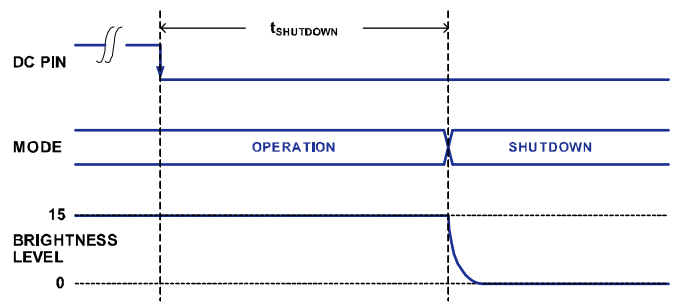 tSHUTDOWN
DC PIN
MODE
OPERATION
SHUTDOWN
15
BRIGHTNESS
LEVEL
0